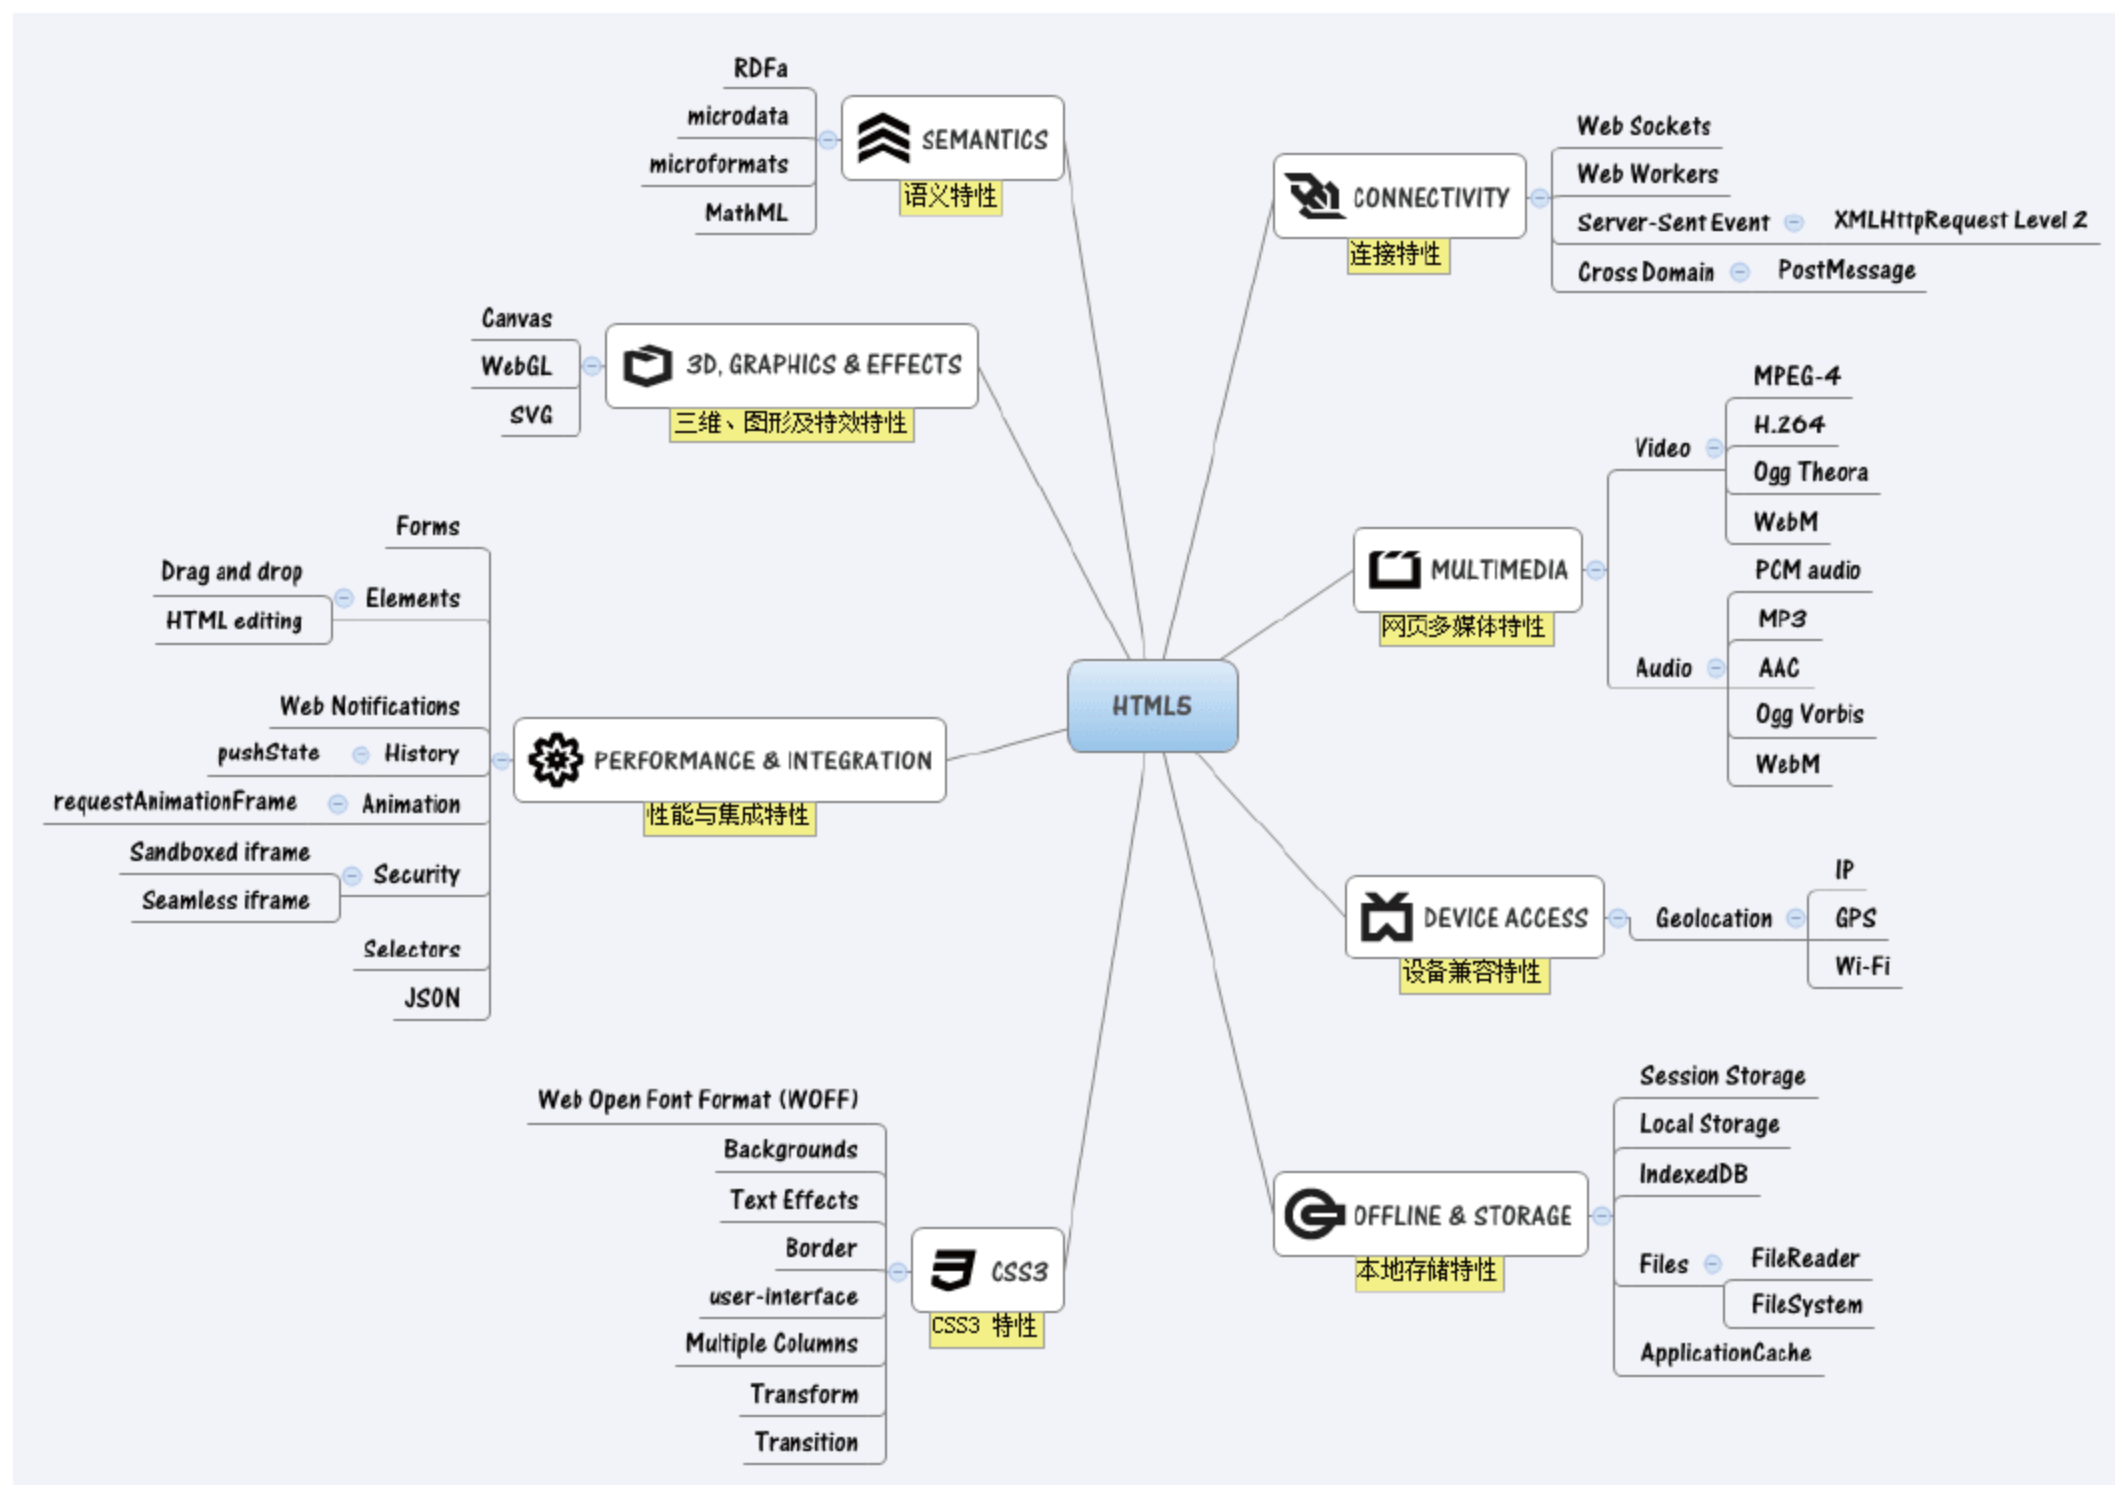 HTML5
SEMANTICS
语义特性
RDFa
microdata
microformats
MathML
3D, GRAPHICS & EFFECTS
三维、图形及特效特性
Canvas
WebGL
SVG
PERFORMANCE & INTEGRATION
性能与集成特性
Forms
Elements
Drag and drop
HTML editing
Web Notifications
History
pushState
Animation
requestAnimationFrame
Security
Sandboxed iframe
Seamless iframe
Selectors
JSON
CSS3
CSS3 特性
Web Open Font Format (WOFF)
Backgrounds
Text Effects
Border
user-interface
Multiple Columns
Transform
Transition
CONNECTIVITY
连接特性
Web Sockets
Web Workers
Server-Sent Event
XMLHttpRequest Level 2
Cross Domain
PostMessage
MULTIMEDIA
网页多媒体特性
Video
MPEG-4
H.264
Ogg Theora
WebM
Audio
PCM audio
MP3
AAC
Ogg Vorbis
WebM
DEVICE ACCESS
设备兼容特性
Geolocation
IP
GPS
Wi-Fi
OFFLINE & STORAGE
本地存储特性
Session Storage
Local Storage
IndexedDB
Files
FileReader
FileSystem
ApplicationCache